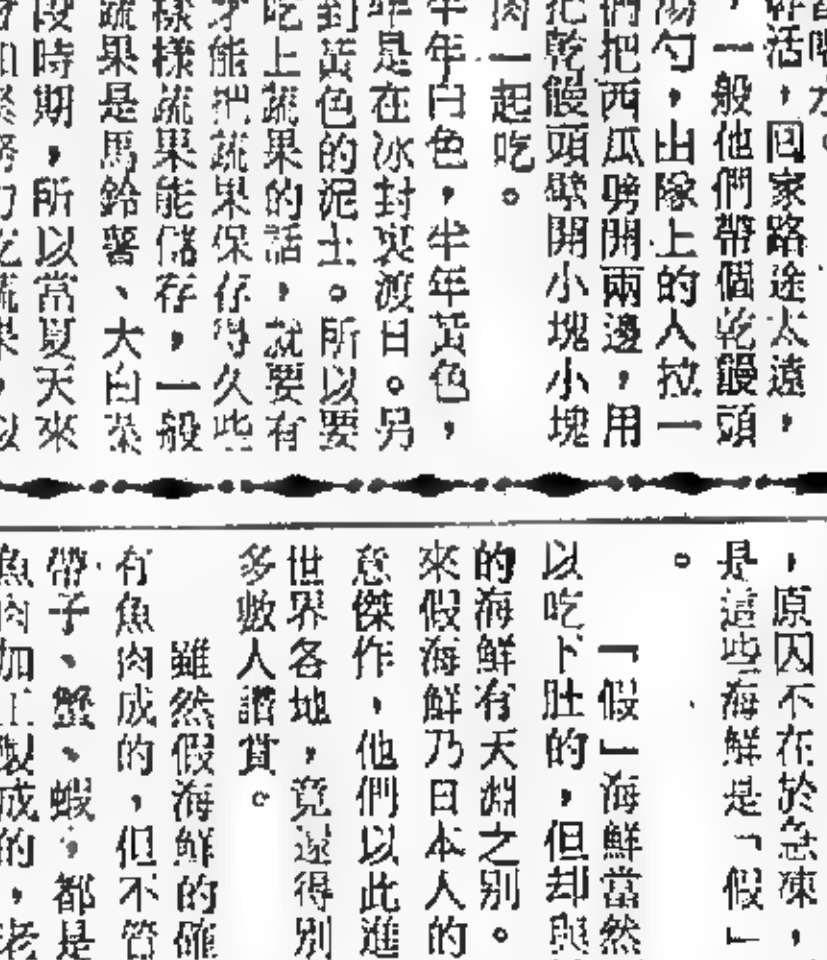 幹活，回家路途太遠，
，一般他們帶個乾饅頭
湯勺，由隊上的人拉一
們把西瓜嗙開兩邊，用
把乾饅頭擘開小塊小塊
肉一起吃。
半年白色，半年黃色，
年是在冰封裏渡日。另
對黃色的泥土。所以要
吃上蔬果的話，就要有
才能把蔬果保存得久些
樣樣蔬果能儲存，一般
蔬果是馬鈴薯、大白菜
段時期，所以當夏天來
，原因不在於急凍，
是這些海鮮是「假」
。
「假」海鮮當然
以吃下肚的，但却與
的海鮮有天淵之别。
來假海鮮乃日本人的
意傑作，他們以此進
世界各地，竟還得別
多數人讚賞。
雖然假海鮮的確
有魚肉成的，但不管
帶子、蟹、蝦，都是
魚肉加工製成的，老